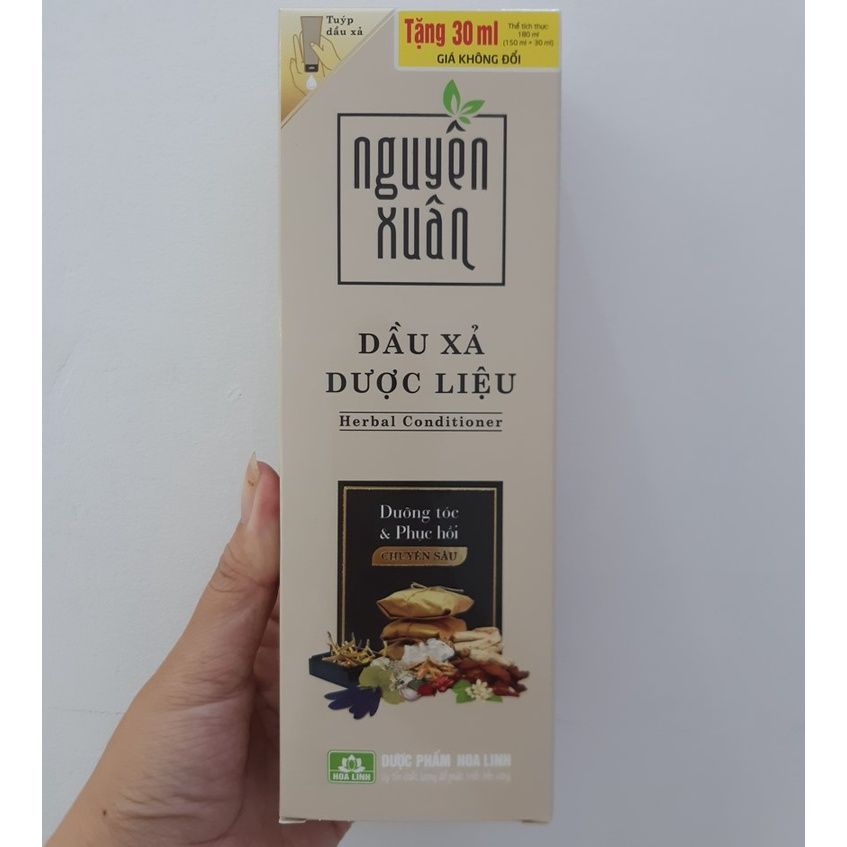 Tuýp
dầu xả
Tặng 30 ml
Thể tích thực:
180 ml
(150 ml + 30 ml)
GIÁ KHÔNG ĐỔI
nguyên
xuân
DẦU XẢ
DƯỢC LIỆU
Herbal Conditioner
Dưỡng tóc
& Phục hồi
CHUYÊN SÂU
HOA LINH
DƯỢC PHẨM HOA LINH